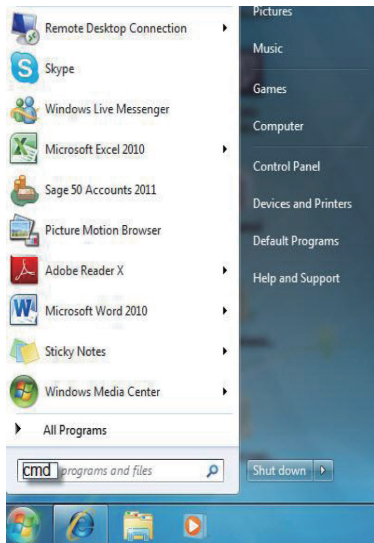 Remote Desktop Connection
Skype
Windows Live Messenger
Microsoft Excel 2010
Sage 50 Accounts 2011
Picture Motion Browser
Adobe Reader X
Microsoft Word 2010
Sticky Notes
Windows Media Center
All Programs
cmd programs and files
Pictures
Music
Games
Computer
Control Panel
Devices and Printers
Default Programs
Help and Support
Shut down